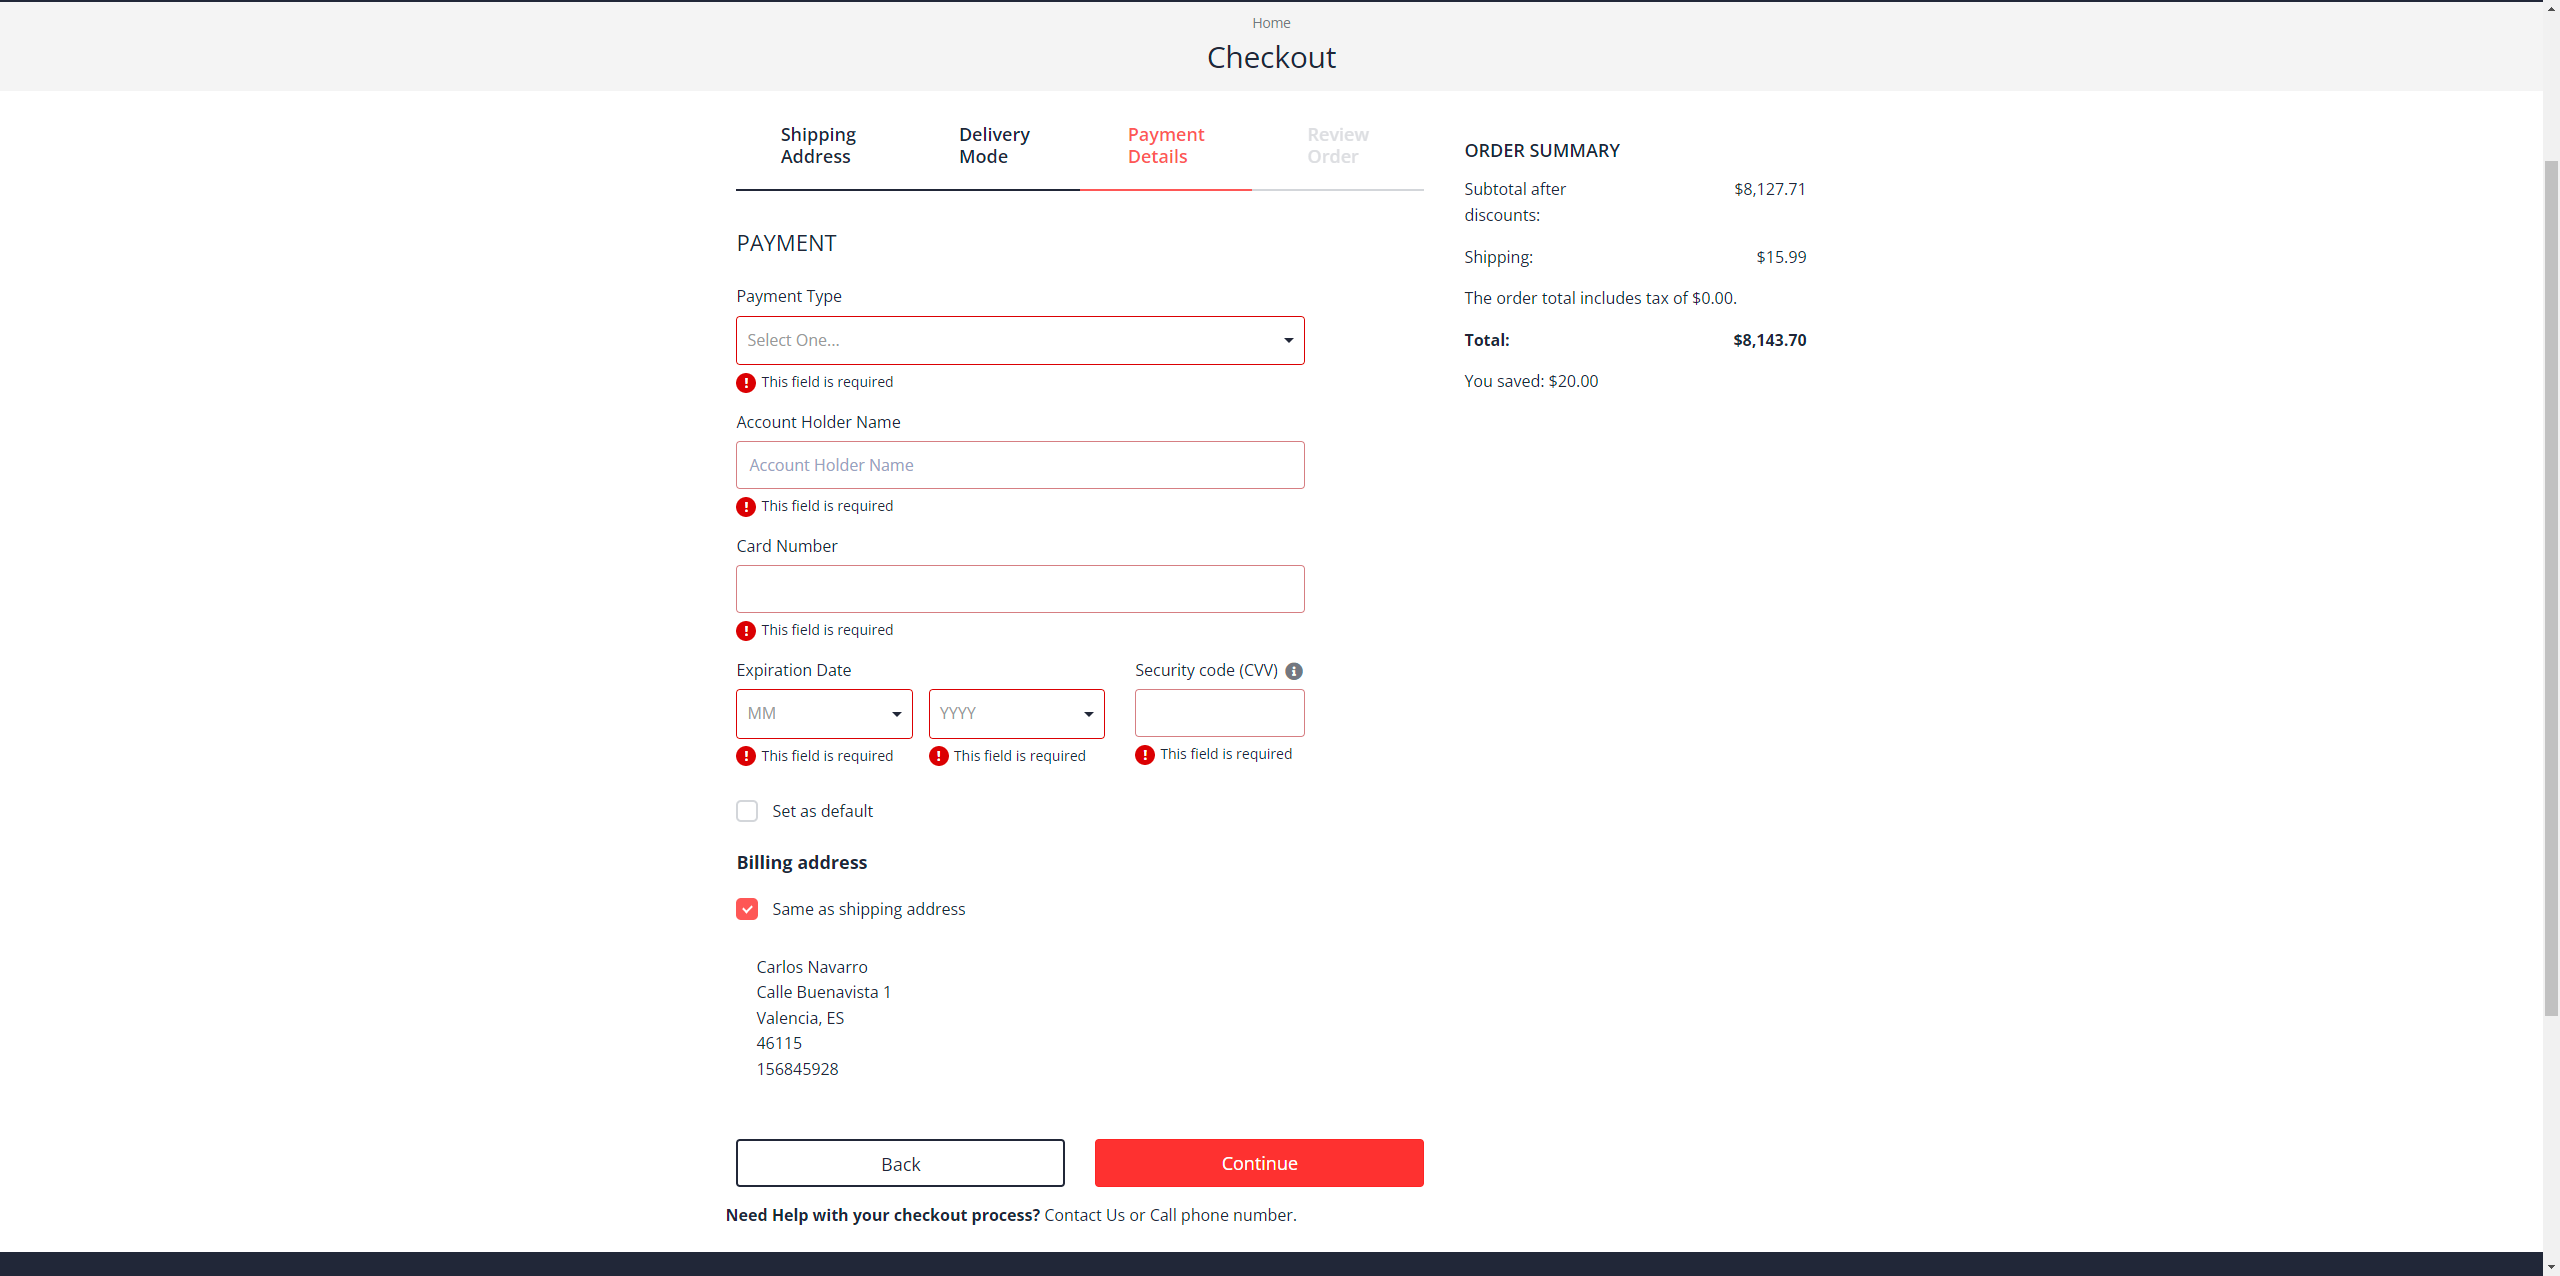 Home
Checkout
Shipping
Address
Delivery
Mode
Payment
Details
Review
Order
PAYMENT
Payment Type
Select One...
This field is required
Account Holder Name
Account Holder Name
This field is required
Card Number
This field is required
Expiration Date
Security code (CVV)
MM
YYYY
This field is required
This field is required
This field is required
Set as default
Billing address
Same as shipping address
Carlos Navarro
Calle Buenavista 1
Valencia, ES
46115
156845928
Back
Continue
Need Help with your checkout process? Contact Us or Call phone number.
ORDER SUMMARY
Subtotal after
discounts:
$8,127.71
Shipping: $15.99
The order total includes tax of $0.00.
Total: $8,143.70
You saved: $20.00